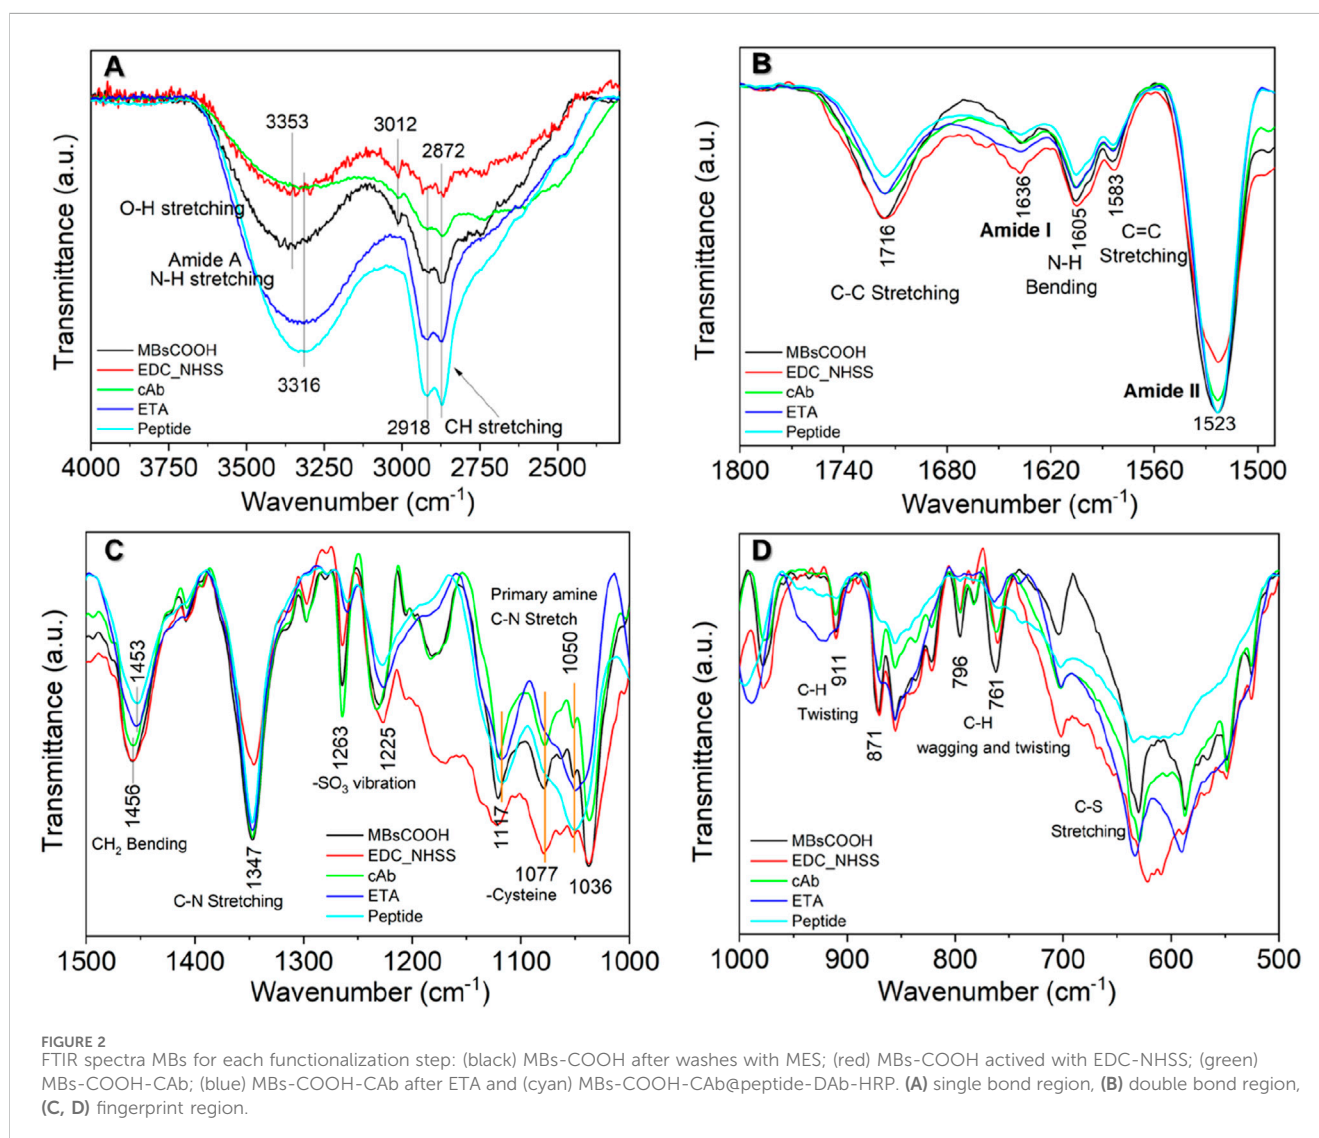 A
3353
3012
2872
O-H stretching
Amide A
N-H stretching
MBsCOOH
EDC_NHSS
cAb
ETA
Peptide
3316
2918
CH stretching
Transmittance (a.u.)
4000 3750 3500 3250 3000 2750 2500
Wavenumber (cm-1)
B
1716
C-C Stretching
Amide I
1636
1605
N-H
Bending
1583
C=C
Stretching
Amide II
1523
MBsCOOH
EDC_NHSS
cAb
ETA
Peptide
Transmittance (a.u.)
1800 1740 1680 1620 1560 1500
Wavenumber (cm-1)
C
1453
1456
CH2 Bending
1347
C-N Stretching
1263
1225
-SO3 vibration
Primary amine
C-N Stretch
1050
1117
1077
-Cysteine
1036
MBsCOOH
EDC_NHSS
cAb
ETA
Peptide
Transmittance (a.u.)
1500 1400 1300 1200 1100 1000
Wavenumber (cm-1)
D
C-H
Twisting
911
871
796
761
C-H
wagging and twisting
C-S
Stretching
MBsCOOH
EDC_NHSS
cAb
ETA
Peptide
Transmittance (a.u.)
1000 900 800 700 600 500
Wavenumber (cm-1)
FIGURE 2
FTIR spectra MBs for each functionalization step: (black) MBs-COOH after washes with MES; (red) MBs-COOH actived with EDC-NHSS; (green)
MBs-COOH-CAb; (blue) MBs-COOH-CAb after ETA and (cyan) MBs-COOH-CAb@peptide-DAb-HRP. (A) single bond region, (B) double bond region,
(C, D) fingerprint region.